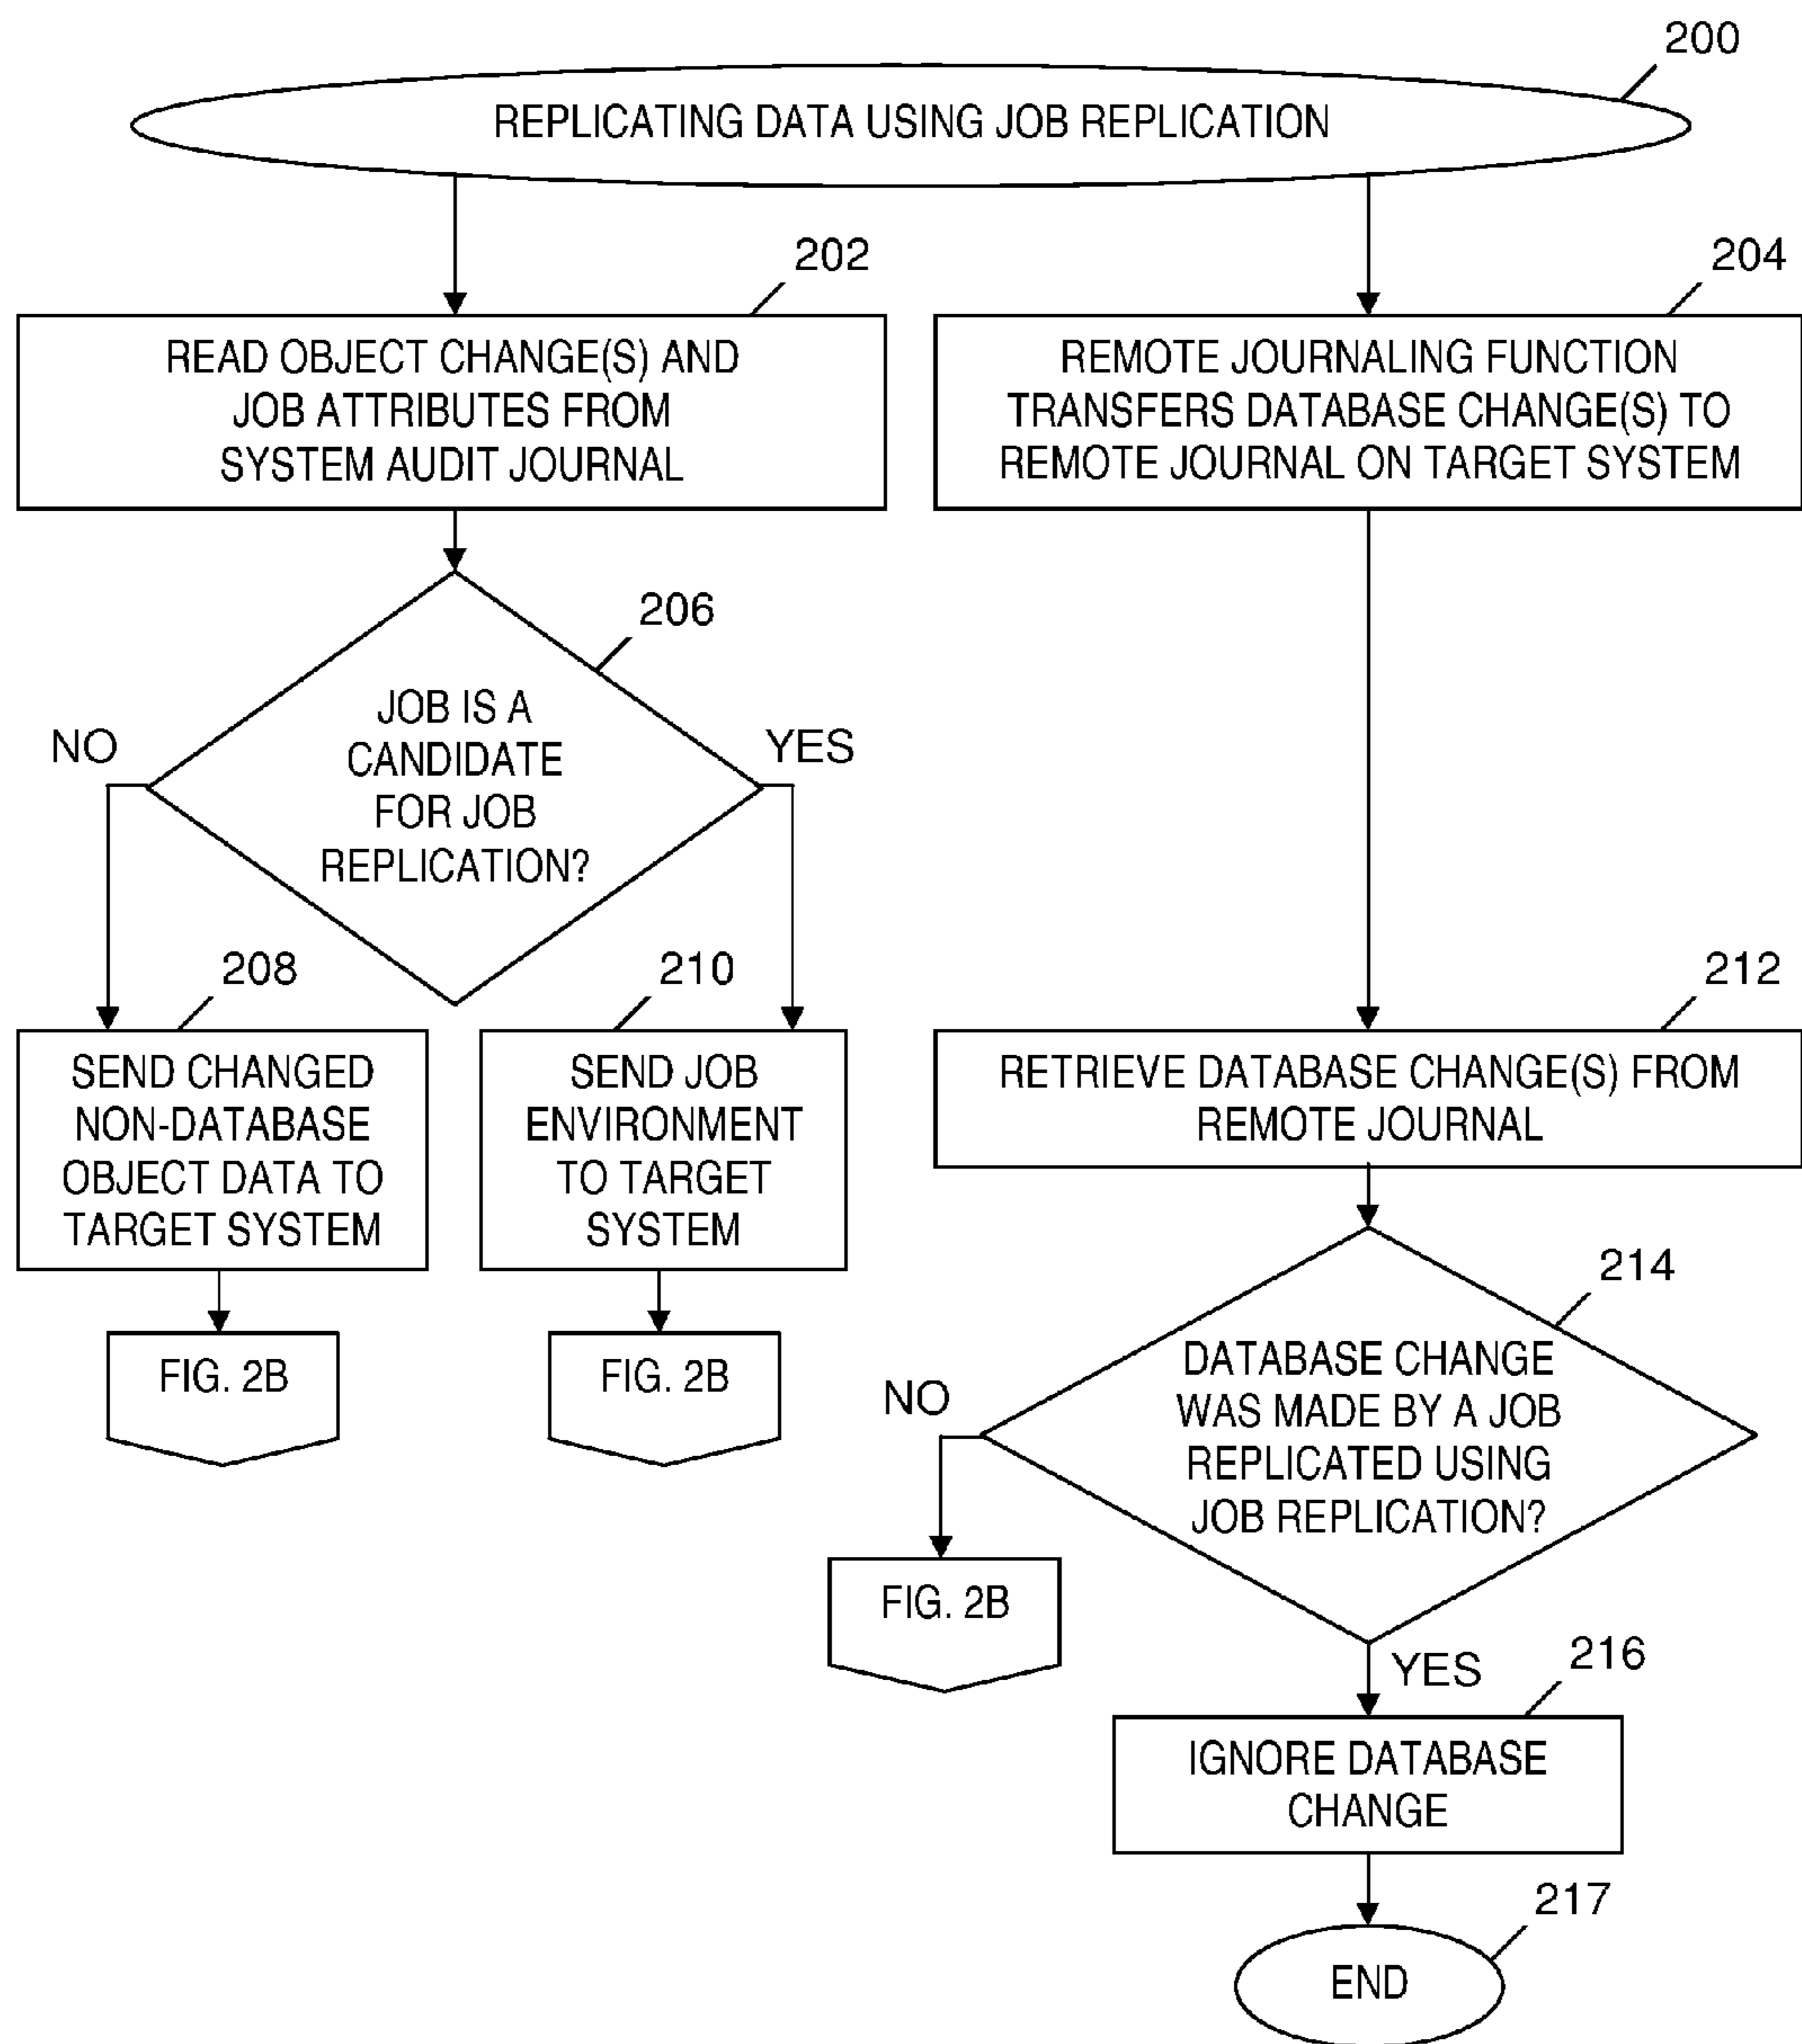 200
REPLICATING DATA USING JOB REPLICATION
202
READ OBJECT CHANGE(S) AND
JOB ATTRIBUTES FROM
SYSTEM AUDIT JOURNAL
204
REMOTE JOURNALING FUNCTION
TRANSFERS DATABASE CHANGE(S) TO
REMOTE JOURNAL ON TARGET SYSTEM
206
JOB IS A
CANDIDATE
FOR JOB
REPLICATION?
NO
YES
208
SEND CHANGED
NON-DATABASE
OBJECT DATA TO
TARGET SYSTEM
FIG. 2B
210
SEND JOB
ENVIRONMENT
TO TARGET
SYSTEM
FIG. 2B
212
RETRIEVE DATABASE CHANGE(S) FROM
REMOTE JOURNAL
214
DATABASE CHANGE
WAS MADE BY A JOB
REPLICATED USING
JOB REPLICATION?
NO
FIG. 2B
YES
216
IGNORE DATABASE
CHANGE
217
END